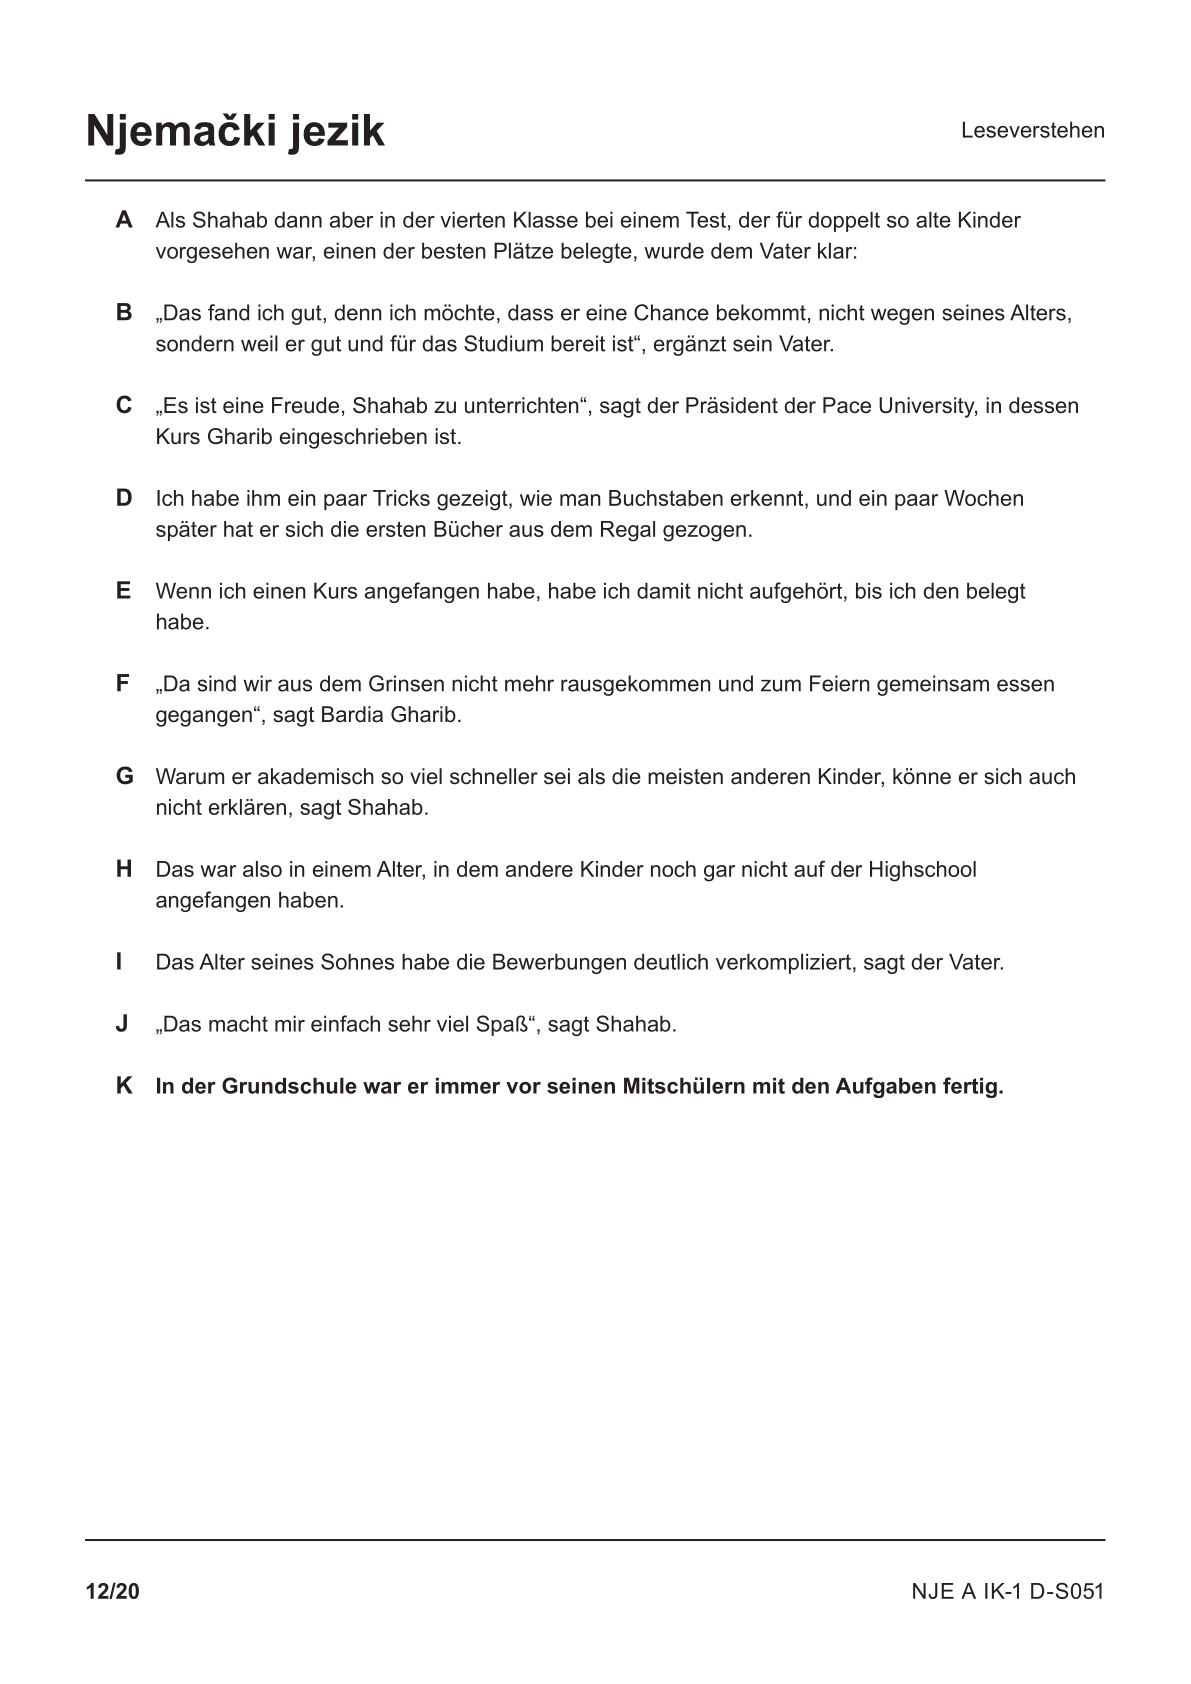 Njemački jezik
Leseverstehen
A Als Shahab dann aber in der vierten Klasse bei einem Test, der für doppelt so alte Kinder
vorgesehen war, einen der besten Plätze belegte, wurde dem Vater klar:
B „Das fand ich gut, denn ich möchte, dass er eine Chance bekommt, nicht wegen seines Alters,
sondern weil er gut und für das Studium bereit ist“, ergänzt sein Vater.
C „Es ist eine Freude, Shahab zu unterrichten“, sagt der Präsident der Pace University, in dessen
Kurs Gharib eingeschrieben ist.
D Ich habe ihm ein paar Tricks gezeigt, wie man Buchstaben erkennt, und ein paar Wochen
später hat er sich die ersten Bücher aus dem Regal gezogen.
E Wenn ich einen Kurs angefangen habe, habe ich damit nicht aufgehört, bis ich den belegt
habe.
F „Da sind wir aus dem Grinsen nicht mehr rausgekommen und zum Feiern gemeinsam essen
gegangen“, sagt Bardia Gharib.
G Warum er akademisch so viel schneller sei als die meisten anderen Kinder, könne er sich auch
nicht erklären, sagt Shahab.
H Das war also in einem Alter, in dem andere Kinder noch gar nicht auf der Highschool
angefangen haben.
I Das Alter seines Sohnes habe die Bewerbungen deutlich verkompliziert, sagt der Vater.
J „Das macht mir einfach sehr viel Spaß“, sagt Shahab.
K In der Grundschule war er immer vor seinen Mitschülern mit den Aufgaben fertig.
12/20
NJE A IK-1 D-S051